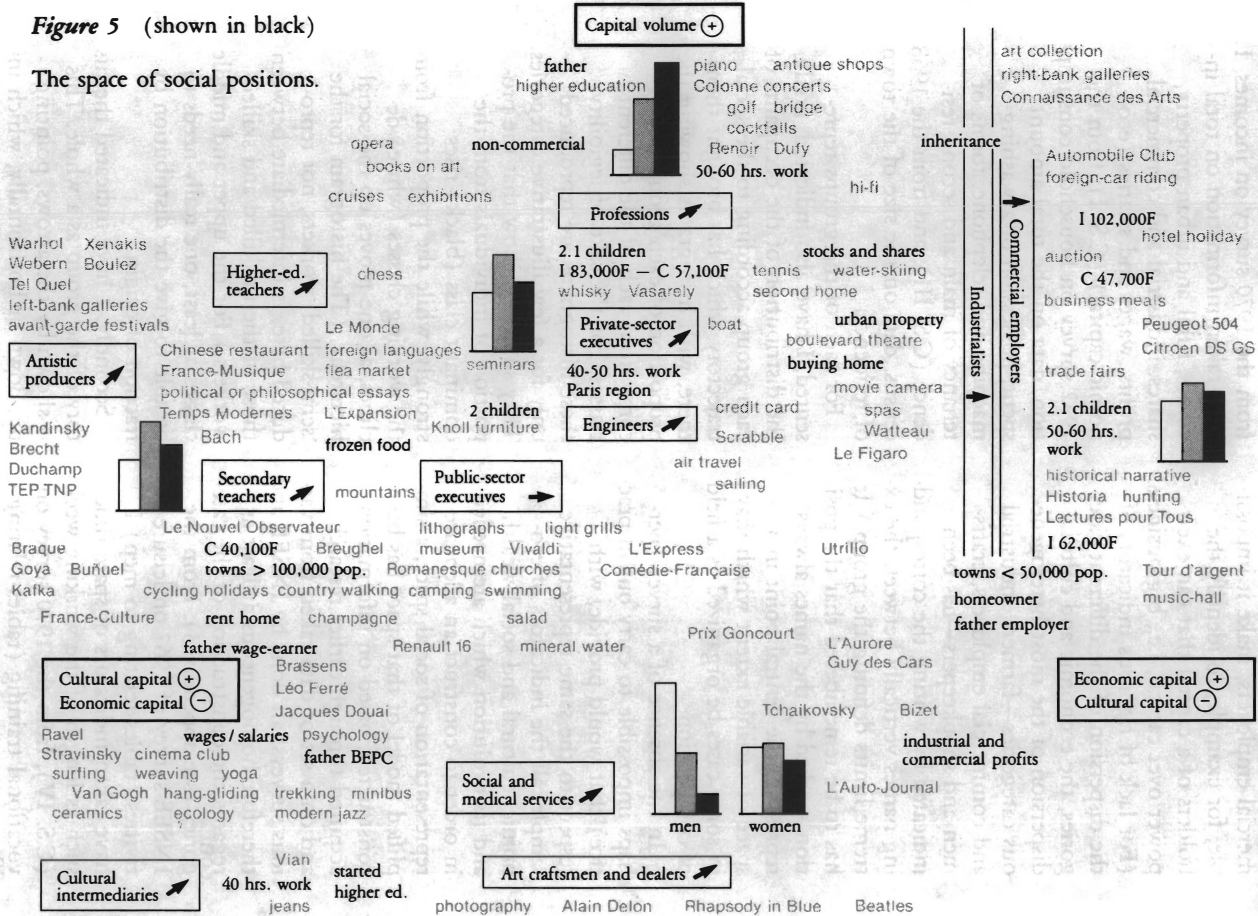 Figure 5 (shown in black)
The space of social positions.
Capital volume +
father
higher education
piano antique shops
Colonne concerts
golf bridge
cocktails
Renoir Dufy
50-60 hrs. work
non-commercial
opera
books on art
cruises exhibitions
hi-fi
Professions
art collection
right-bank galleries
Connaissance des Arts
inheritance
Automobile Club
foreign-car riding
I 102,000F
hotel holiday
auction
C 47,700F
business meals
Peugeot 504
Citroen DS GS
trade fairs
2.1 children
50-60 hrs.
work
historical narrative
Historia hunting
Lectures pour Tous
I 62,000F
Industrialists
Commercial employers
Warhol Xenakis
Webern Boulez
Tel Quel
left-bank galleries
avant-garde festivals
Higher-ed.
teachers
chess
2.1 children
I 83,000F – C 57,100F
whisky Vasarely
stocks and shares
tennis water-skiing
second home
Private-sector
executives
boat
urban property
boulevard theatre
buying home
40-50 hrs. work
Paris region
movie camera
spas
Watteau
Le Figaro
Engineers
credit card
Scrabble
air travel
sailing
Artistic
producers
Le Monde
Chinese restaurant foreign languages
France-Musique flea market
political or philosophical essays
Temps Modernes L'Expansion
seminars
2 children
Knoll furniture
Kandinsky
Brecht
Duchamp
TEP TNP
Bach
frozen food
Secondary
teachers
mountains
Public-sector
executives
Le Nouvel Observateur
lithographs light grills
Braque
Goya Buñuel
Kafka
C 40,100F
towns > 100,000 pop.
Breughel museum Vivaldi
Romanesque churches
L'Express
Comédie-Française
Utrillo
cycling holidays country walking camping swimming
towns < 50,000 pop.
homeowner
father employer
Tour d'argent
music-hall
France-Culture
rent home
champagne
salad
father wage-earner
Renault 16
mineral water
Prix Goncourt
L'Aurore
Guy des Cars
Cultural capital +
Economic capital −
Brassens
Léo Ferré
Jacques Douai
Economic capital +
Cultural capital −
Tchaikovsky Bizet
Ravel
wages/salaries
psychology
Stravinsky cinema club
father BEPC
surfing weaving yoga
Van Gogh hang-gliding trekking minibus
ceramics ecology modern jazz
industrial and
commercial profits
L'Auto-Journal
Social and
medical services
men
women
Cultural
intermediaries
Vian
40 hrs. work
jeans
started
higher ed.
Art craftsmen and dealers
photography Alain Delon Rhapsody in Blue Beatles